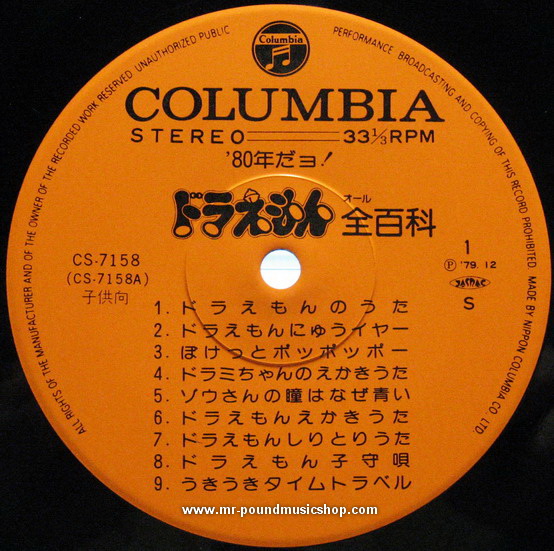 ALL RIGHTS OF THE MANUFACTURER AND OF THE OWNER OF THE RECORDED WORK RESERVED UNAUTHORIZED PUBLIC PERFORMANCE, BROADCASTING AND COPYING OF THIS RECORD PROHIBITED. MADE BY NIPPON COLUMBIA CO. LTD
Columbia
COLUMBIA
STEREO 33⅓RPM
'80年だョ!
オール
ドラえもん 全百科
CS-7158
(CS-7158A)
子供向
1
Ⓟ '79.12
JASRAC
S
1. ドラえもんのうた
2. ドラえもんにゅうイヤー
3. ぽけっとポッポッポー
4. ドラミちゃんのえかきうた
5. ゾウさんの瞳はなぜ青い
6. ドラえもんえかきうた
7. ドラえもんしりとりうた
8. ドラえもん子守唄
9. うきうきタイムトラベル
www.mr-poundmusicshop.com